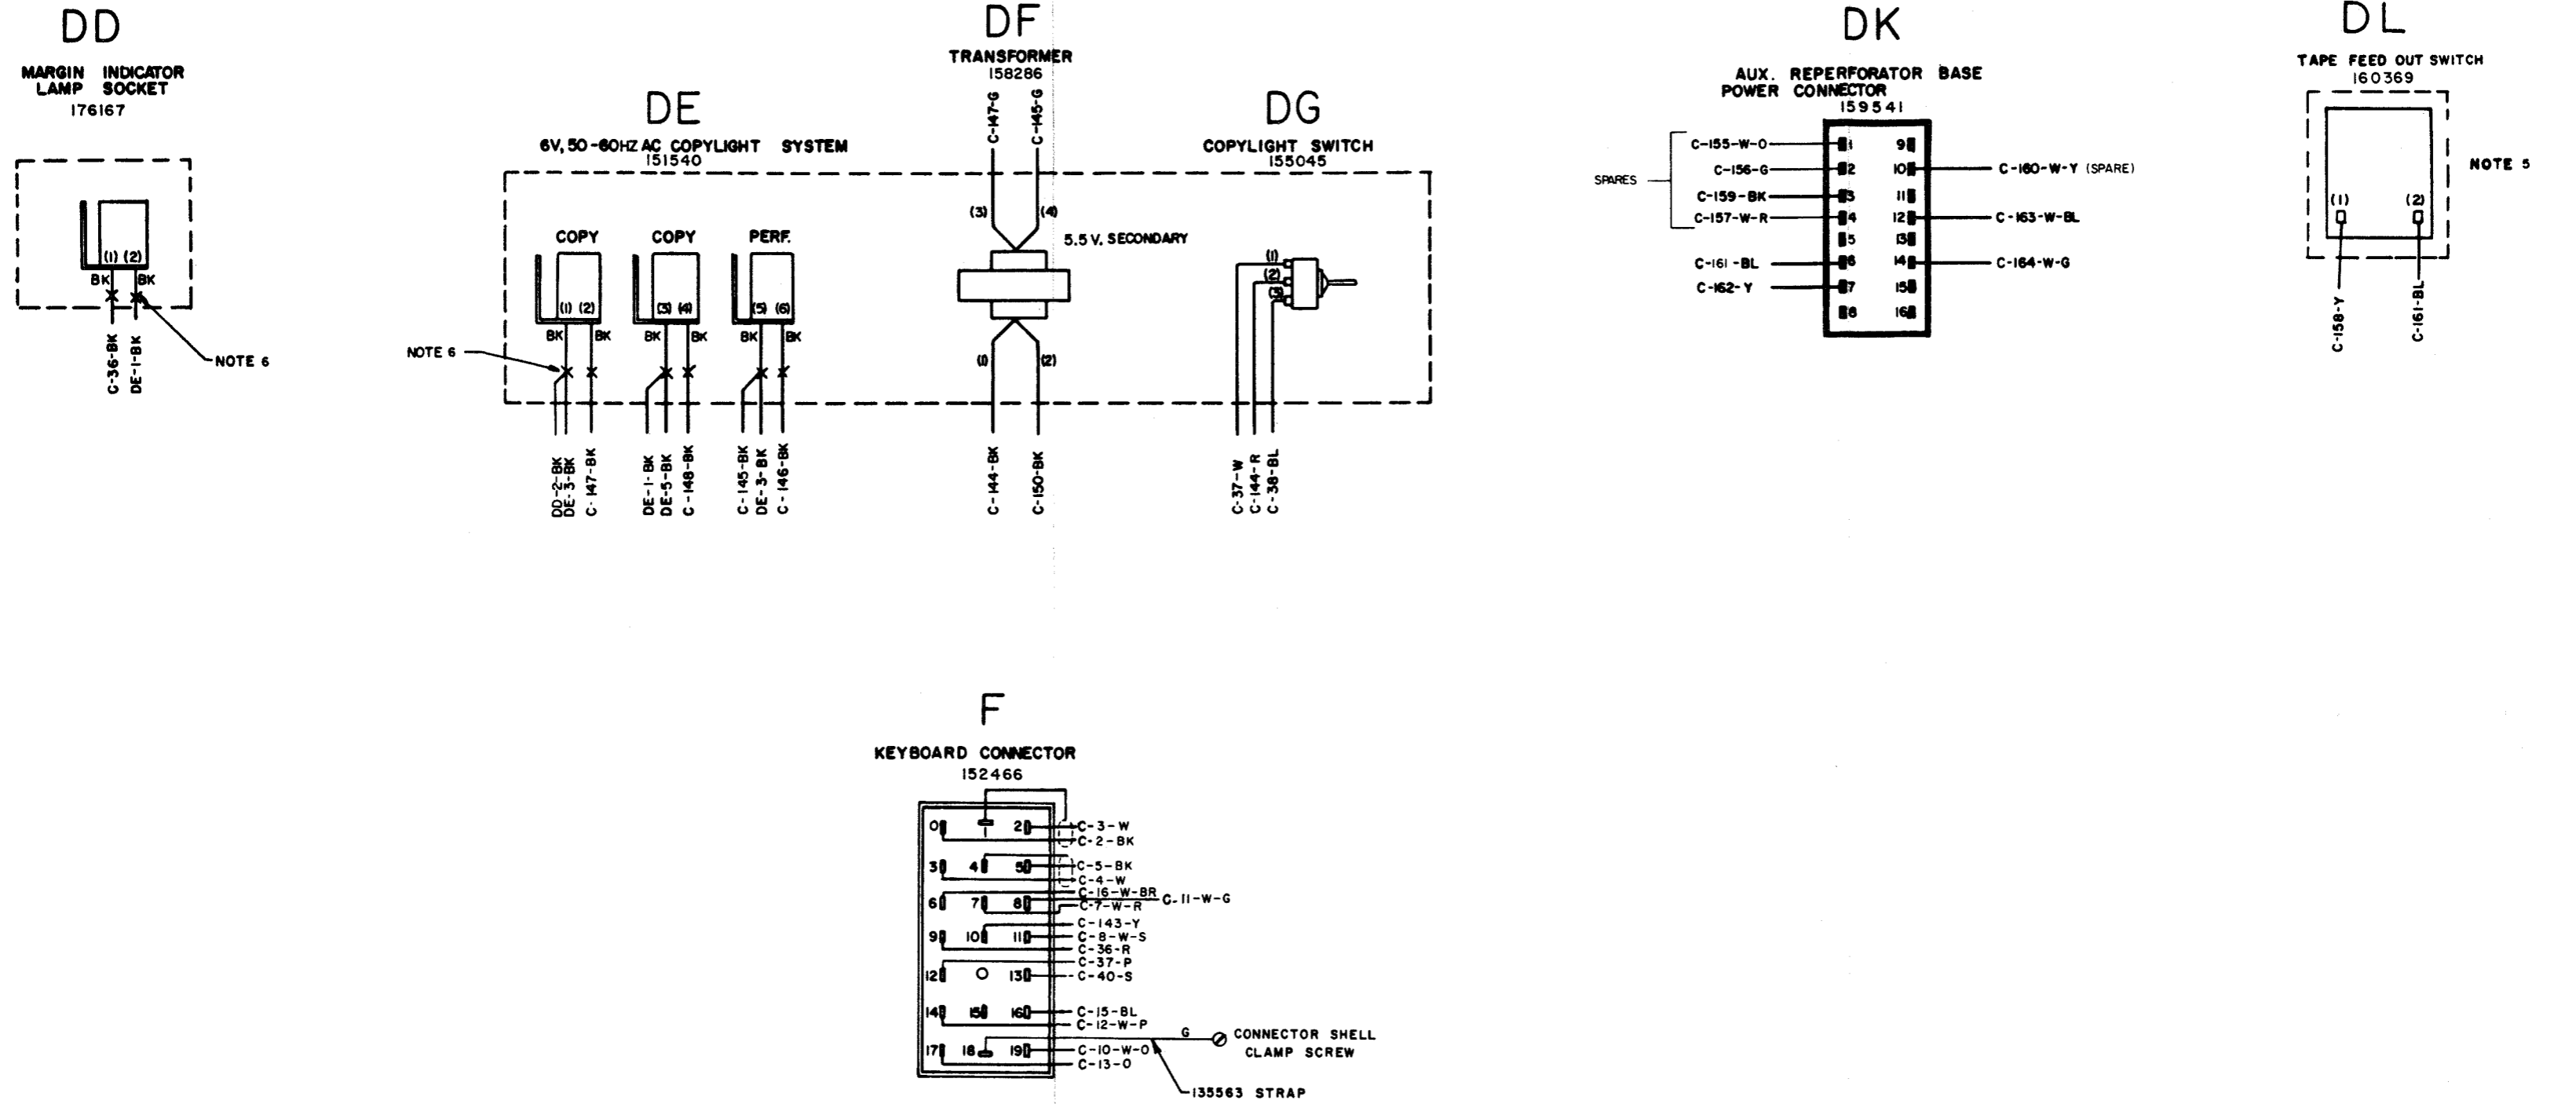 DD
MARGIN INDICATOR
LAMP SOCKET
176167
(1) (2)
BK BK
C-36-BK
DE-1-BK
NOTE 6
DE
6V, 50-60HZ AC COPYLIGHT SYSTEM
151540
COPY COPY PERF.
(1) (2) (3) (4) (5) (6)
BK BK BK BK BK BK
NOTE 6
DD-2-BK
DE-3-BK
C-147-BK
DE-1-BK
DE-5-BK
C-148-BK
C-145-BK
DE-3-BK
C-146-BK
DF
TRANSFORMER
158286
C-147-G
C-145-G
(3) (4)
5.5 V. SECONDARY
(1) (2)
C-144-BK
C-150-BK
DG
COPYLIGHT SWITCH
155045
(1)
(2)
(3)
C-37-W
C-144-R
C-38-BL
DK
AUX. REPERFORATOR BASE
POWER CONNECTOR
159541
SPARES
C-155-W-O 1 9
C-156-G 2 10 C-160-W-Y (SPARE)
C-159-BK 3 11
C-157-W-R 4 12 C-163-W-BL
5 13
C-161-BL 6 14 C-164-W-G
C-162-Y 7 15
8 16
DL
TAPE FEED OUT SWITCH
160369
NOTE 5
(1) (2)
C-158-Y
C-161-BL
F
KEYBOARD CONNECTOR
152466
0 1 2 C-3-W
C-2-BK
3 4 5 C-5-BK
C-4-W
C-16-W-BR
6 7 8 C-11-W-G
C-7-W-R
C-143-Y
9 10 11 C-8-W-S
C-36-R
C-37-P
12 13 C-40-S
14 15 16 C-15-BL
C-12-W-P
G CONNECTOR SHELL
CLAMP SCREW
17 18 19 C-10-W-O
C-13-O
135563 STRAP